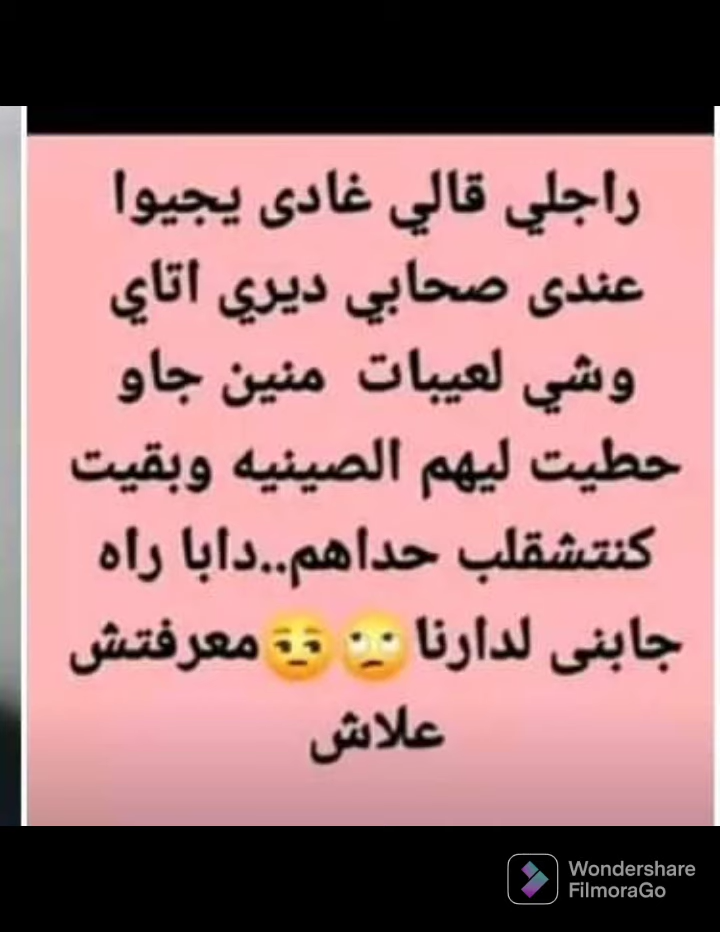 راجلي قالي غادى يجيوا
عندى صحابي ديري اتاي
وشي لعيبات منين جاو
حطيت ليهم الصينيه وبقيت
كنتشقلب حداهم..دابا راه
جابنى لدارنا🙄😒معرفتش
علاش
Wondershare
FilmoraGo